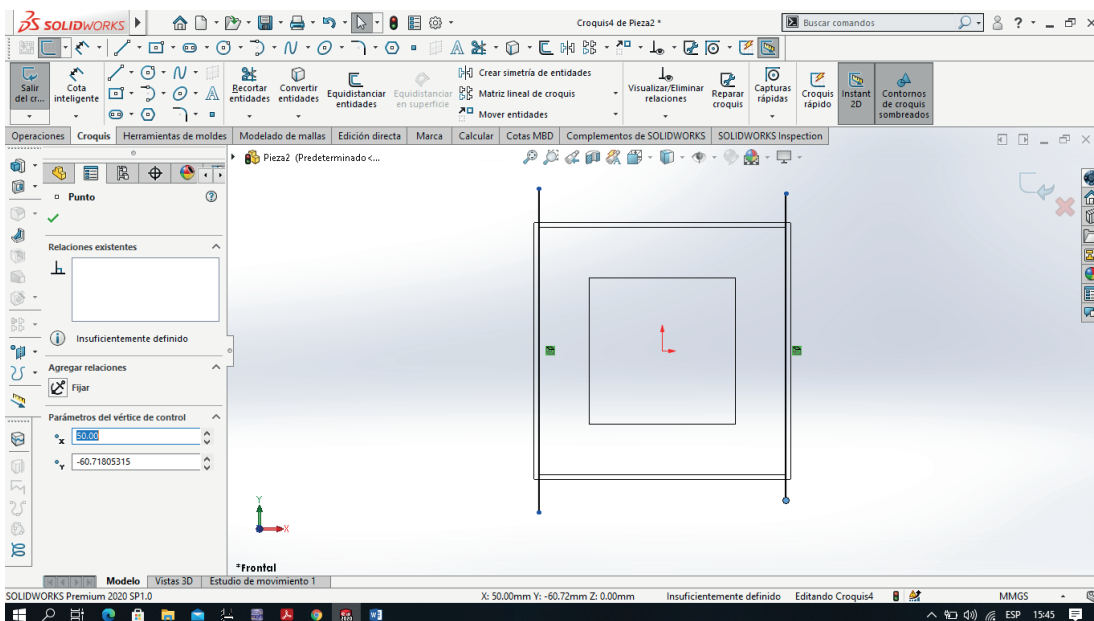 SOLIDWORKS
Croquis4 de Pieza2 *
Buscar comandos
Salir del cr...
Cota inteligente
Recortar entidades
Convertir entidades
Equidistanciar entidades
Equidistanciar en superficie
Crear simetría de entidades
Matriz lineal de croquis
Mover entidades
Visualizar/Eliminar relaciones
Reparar croquis
Capturas rápidas
Croquis rápido
Instant 2D
Contornos de croquis sombreados
Operaciones Croquis Herramientas de moldes Modelado de mallas Edición directa Marca Calcular Cotas MBD Complementos de SOLIDWORKS SOLIDWORKS Inspection
Pieza2 (Predeterminado <...
Punto
Relaciones existentes
Insuficientemente definido
Agregar relaciones
Fijar
Parámetros del vértice de control
x 50.00
Y -60.71805315
Y
X
*Frontal
Modelo Vistas 3D Estudio de movimiento 1
SOLIDWORKS Premium 2020 SP1.0 X: 50.00mm Y: -60.72mm Z: 0.00mm Insuficientemente definido Editando Croquis4 MMGS
ESP 15:45